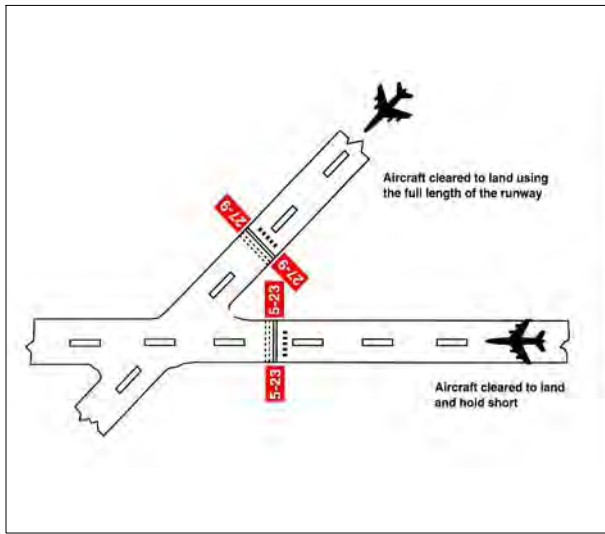 Aircraft cleared to land using
the full length of the runway
27-9
27-9
5-23
5-23
Aircraft cleared to land
and hold short